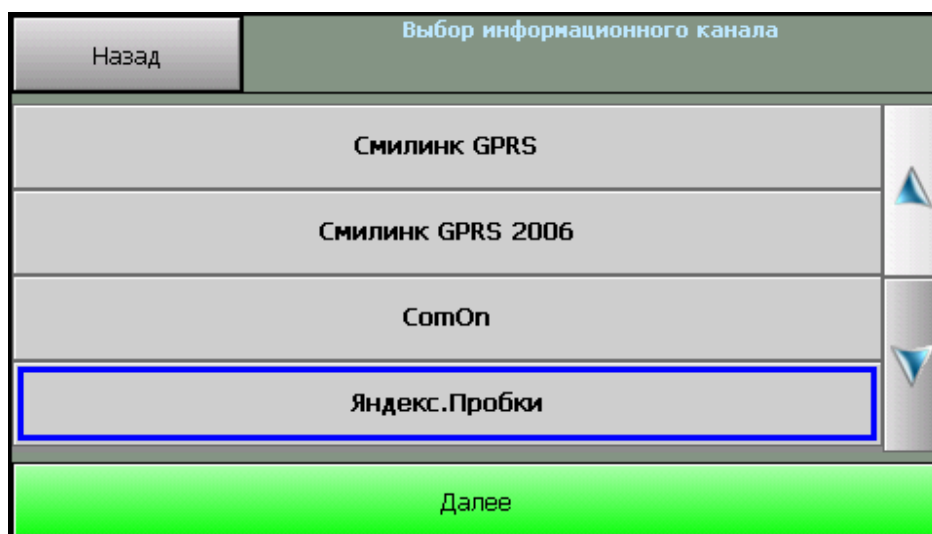 Назад
Выбор информационного канала
Смилинк GPRS
Смилинк GPRS 2006
ComOn
Яндекс.Пробки
Далее